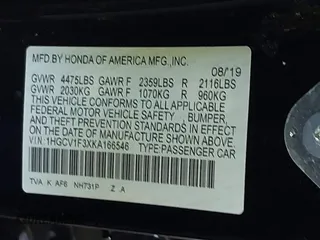 MFD.BY HONDA OF AMERICA MFG.,INC.
08/'19
GVWR 4475LBS GAWR F 2359LBS R 2116LBS
GVWR 2030KG GAWR F 1070KG R 960KG
THIS VEHICLE CONFORMS TO ALL APPLICABLE
FEDERAL MOTOR VEHICLE SAFETY , BUMPER,
AND THEFT PREVENTION STANDARDS IN EFFECT
ON THE DATE OF MANUFACTURE SHOWN ABOVE.
V.I.N.:1HGCV1F3XKA166546 TYPE:PASSENGER CAR
TVA K AF6 NH731P Z .A